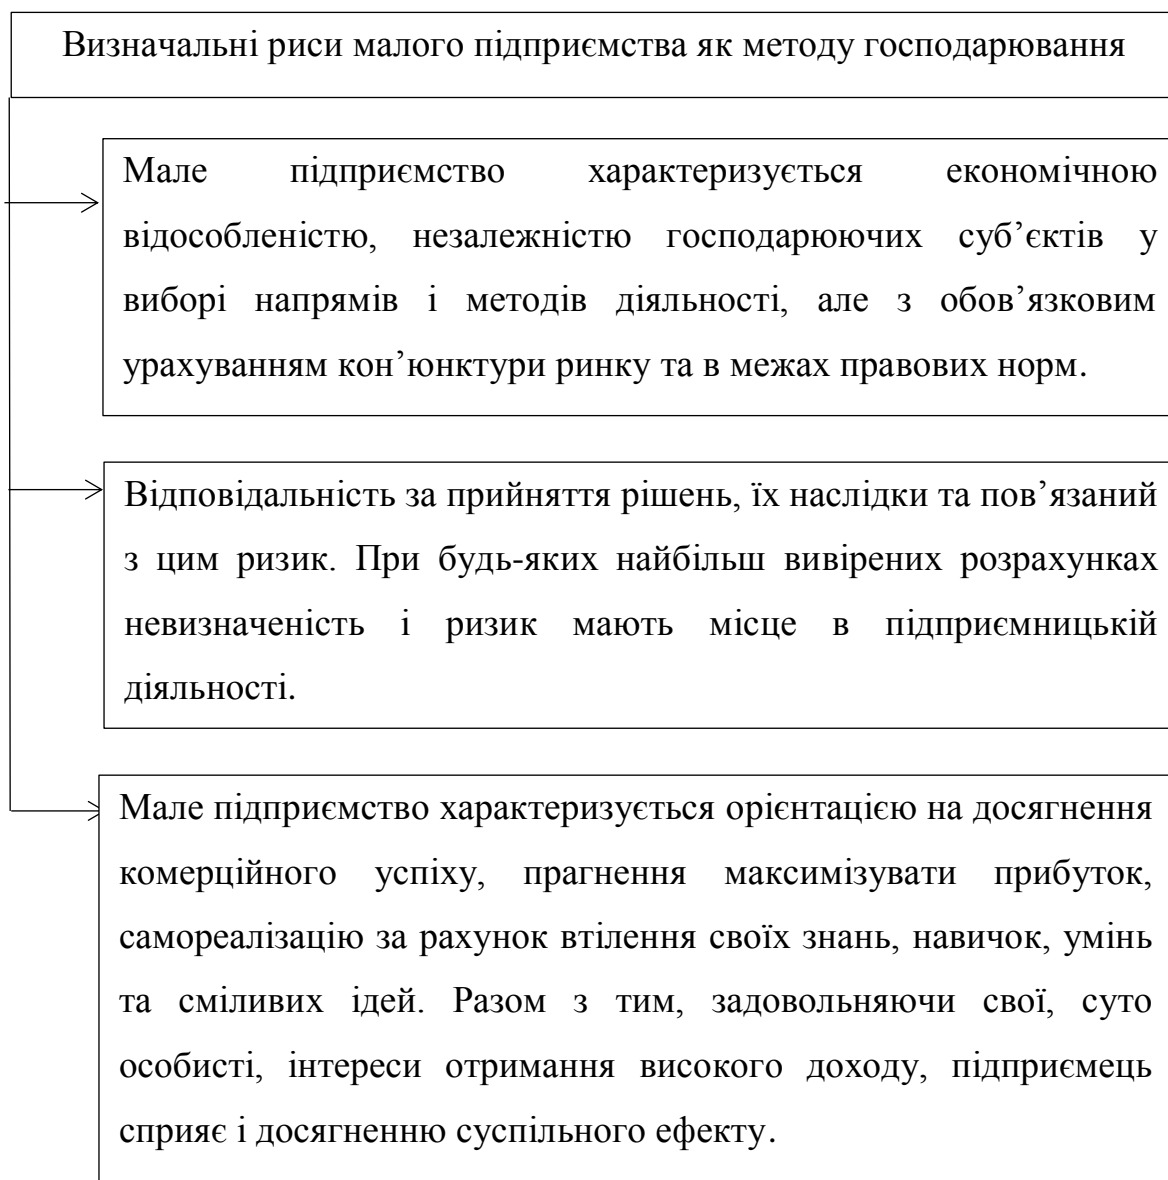 Визначальні риси малого підприємства як методу господарювання
Мале підприємство характеризується економічною
відособленістю, незалежністю господарюючих суб’єктів у
виборі напрямів і методів діяльності, але з обов’язковим
урахуванням кон’юнктури ринку та в межах правових норм.
Відповідальність за прийняття рішень, їх наслідки та пов’язаний
з цим ризик. При будь-яких найбільш вивірених розрахунках
невизначеність і ризик мають місце в підприємницькій
діяльності.
Мале підприємство характеризується орієнтацією на досягнення
комерційного успіху, прагнення максимізувати прибуток,
самореалізацію за рахунок втілення своїх знань, навичок, умінь
та сміливих ідей. Разом з тим, задовольняючи свої, суто
особисті, інтереси отримання високого доходу, підприємець
сприяє і досягненню суспільного ефекту.